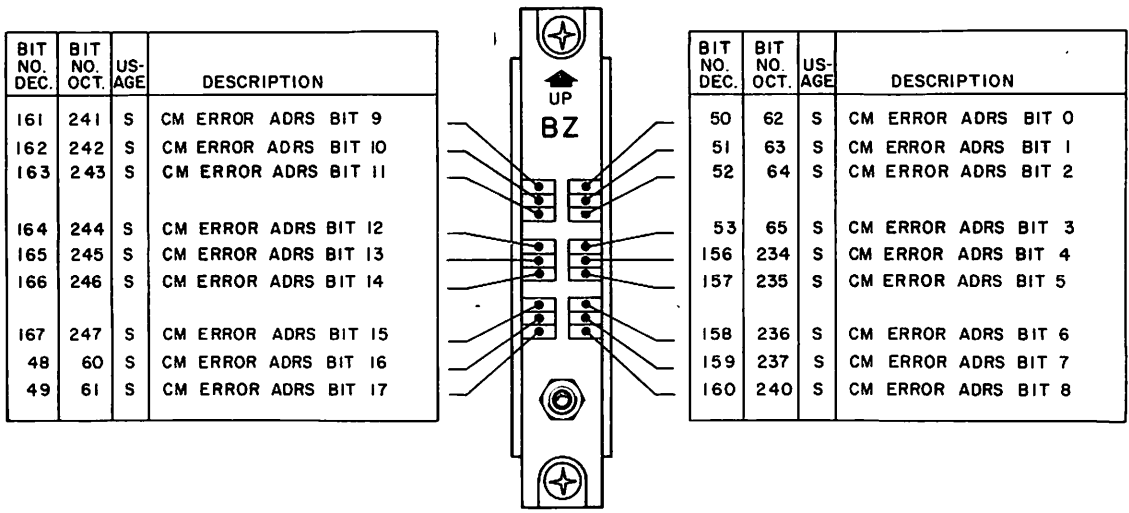 BIT NO. DEC. BIT NO. OCT. US-AGE DESCRIPTION
161 241 S CM ERROR ADRS BIT 9
162 242 S CM ERROR ADRS BIT 10
163 243 S CM ERROR ADRS BIT 11
164 244 S CM ERROR ADRS BIT 12
165 245 S CM ERROR ADRS BIT 13
166 246 S CM ERROR ADRS BIT 14
167 247 S CM ERROR ADRS BIT 15
48 60 S CM ERROR ADRS BIT 16
49 61 S CM ERROR ADRS BIT 17
UP
BZ
BIT NO. DEC. BIT NO. OCT. US-AGE DESCRIPTION
50 62 S CM ERROR ADRS BIT 0
51 63 S CM ERROR ADRS BIT 1
52 64 S CM ERROR ADRS BIT 2
53 65 S CM ERROR ADRS BIT 3
156 234 S CM ERROR ADRS BIT 4
157 235 S CM ERROR ADRS BIT 5
158 236 S CM ERROR ADRS BIT 6
159 237 S CM ERROR ADRS BIT 7
160 240 S CM ERROR ADRS BIT 8